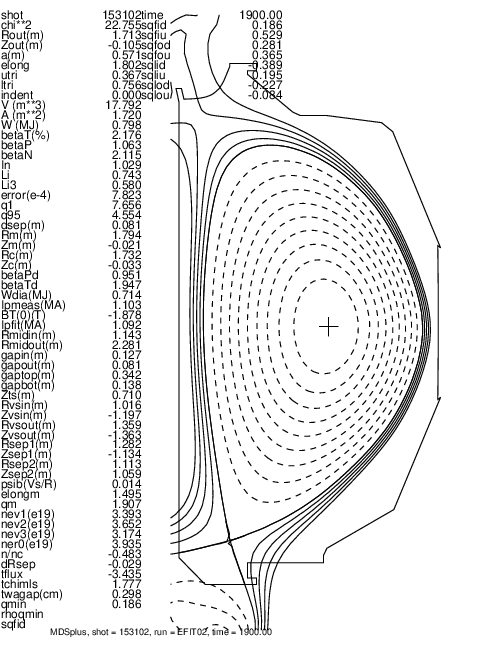 shot 153102 time 1900.00
chi**2 22.755 sqfid 0.186
Rout(m) 1.713 sqfiu 0.529
Zout(m) -0.105 sqfod 0.281
a(m) 0.571 sqfou 0.365
elong 1.802 sqlid -0.389
utri 0.367 sqliu -0.195
ltri 0.756 sqlod -0.227
indent 0.000 sqlou -0.084
V (m**3) 17.792
A (m**2) 1.720
W (MJ) 0.798
betaT(%) 2.176
betaP 1.063
betaN 2.115
In 1.029
Li 0.743
Li3 0.580
error(e-4) 7.823
q1 7.656
q95 4.554
dsep(m) 0.081
Rm(m) 1.794
Zm(m) -0.021
Rc(m) 1.732
Zc(m) -0.033
betaPd 0.951
betaTd 1.947
Wdia(MJ) 0.714
Ipmeas(MA) 1.103
BT(0)(T) -1.878
Ipfit(MA) 1.092
Rmidin(m) 1.143
Rmidout(m) 2.281
gapin(m) 0.127
gapout(m) 0.081
gaptop(m) 0.342
gapbot(m) 0.138
Zts(m) 0.710
Rvsin(m) 1.016
Zvsin(m) -1.197
Rvsout(m) 1.359
Zvsout(m) -1.363
Rsep1(m) 1.282
Zsep1(m) -1.134
Rsep2(m) 1.113
Zsep2(m) 1.059
psib(Vs/R) 0.014
elongm 1.495
qm 1.907
nev1(e19) 3.393
nev2(e19) 3.652
nev3(e19) 3.174
ner0(e19) 3.935
n/nc -0.483
dRsep -0.029
tflux -3.435
tchimls 1.777
twagap(m) 0.298
qmin 0.186
rhoqmin
sqfid
MDSplus, shot = 153102, run = EFIT02, time = 1900.00